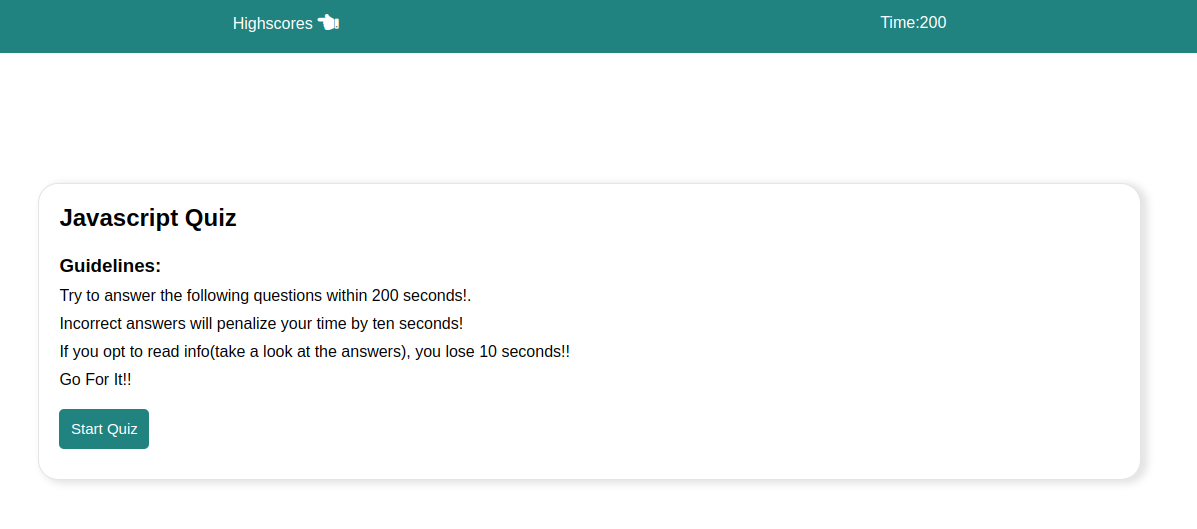 Highscores
Time:200
Javascript Quiz
Guidelines:
Try to answer the following questions within 200 seconds!.
Incorrect answers will penalize your time by ten seconds!
If you opt to read info(take a look at the answers), you lose 10 seconds!!
Go For It!!
Start Quiz